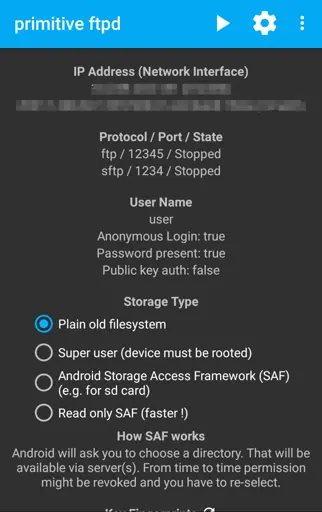 primitive ftpd
IP Address (Network Interface)
Protocol / Port / State
ftp / 12345 / Stopped
sftp / 1234 / Stopped
User Name
user
Anonymous Login: true
Password present: true
Public key auth: false
Storage Type
Plain old filesystem
Super user (device must be rooted)
Android Storage Access Framework (SAF)
(e.g. for sd card)
Read only SAF (faster !)
How SAF works
Android will ask you to choose a directory. That will be
available via server(s). From time to time permission
might be revoked and you have to re-select.
Key Fingerprints